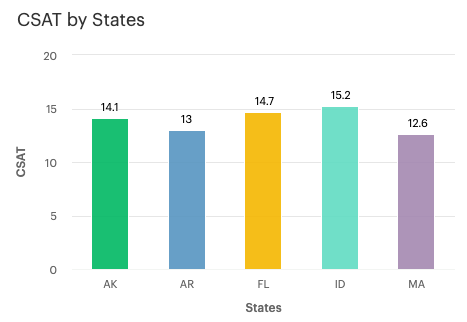 CSAT by States
20
15
10
5
0
CSAT
14.1
13
14.7
15.2
12.6
AK
AR
FL
ID
MA
States